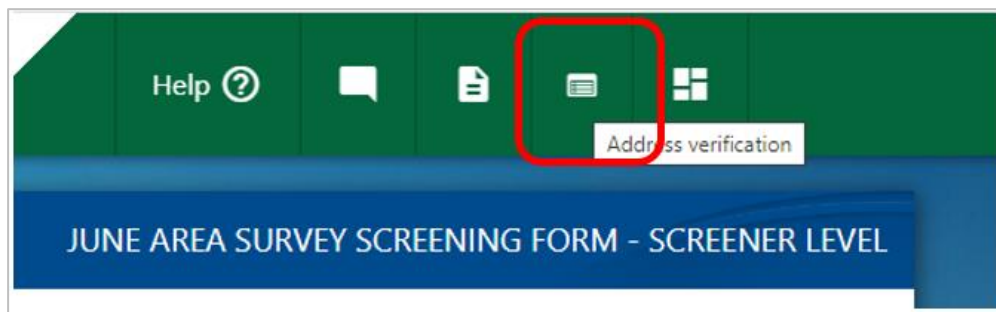 Help
Address verification
JUNE AREA SURVEY SCREENING FORM - SCREENER LEVEL